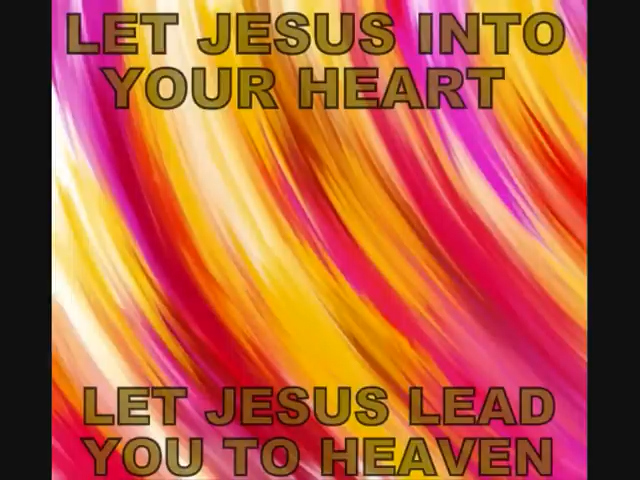 LET JESUS INTO
YOUR HEART
LET JESUS LEAD
YOU TO HEAVEN